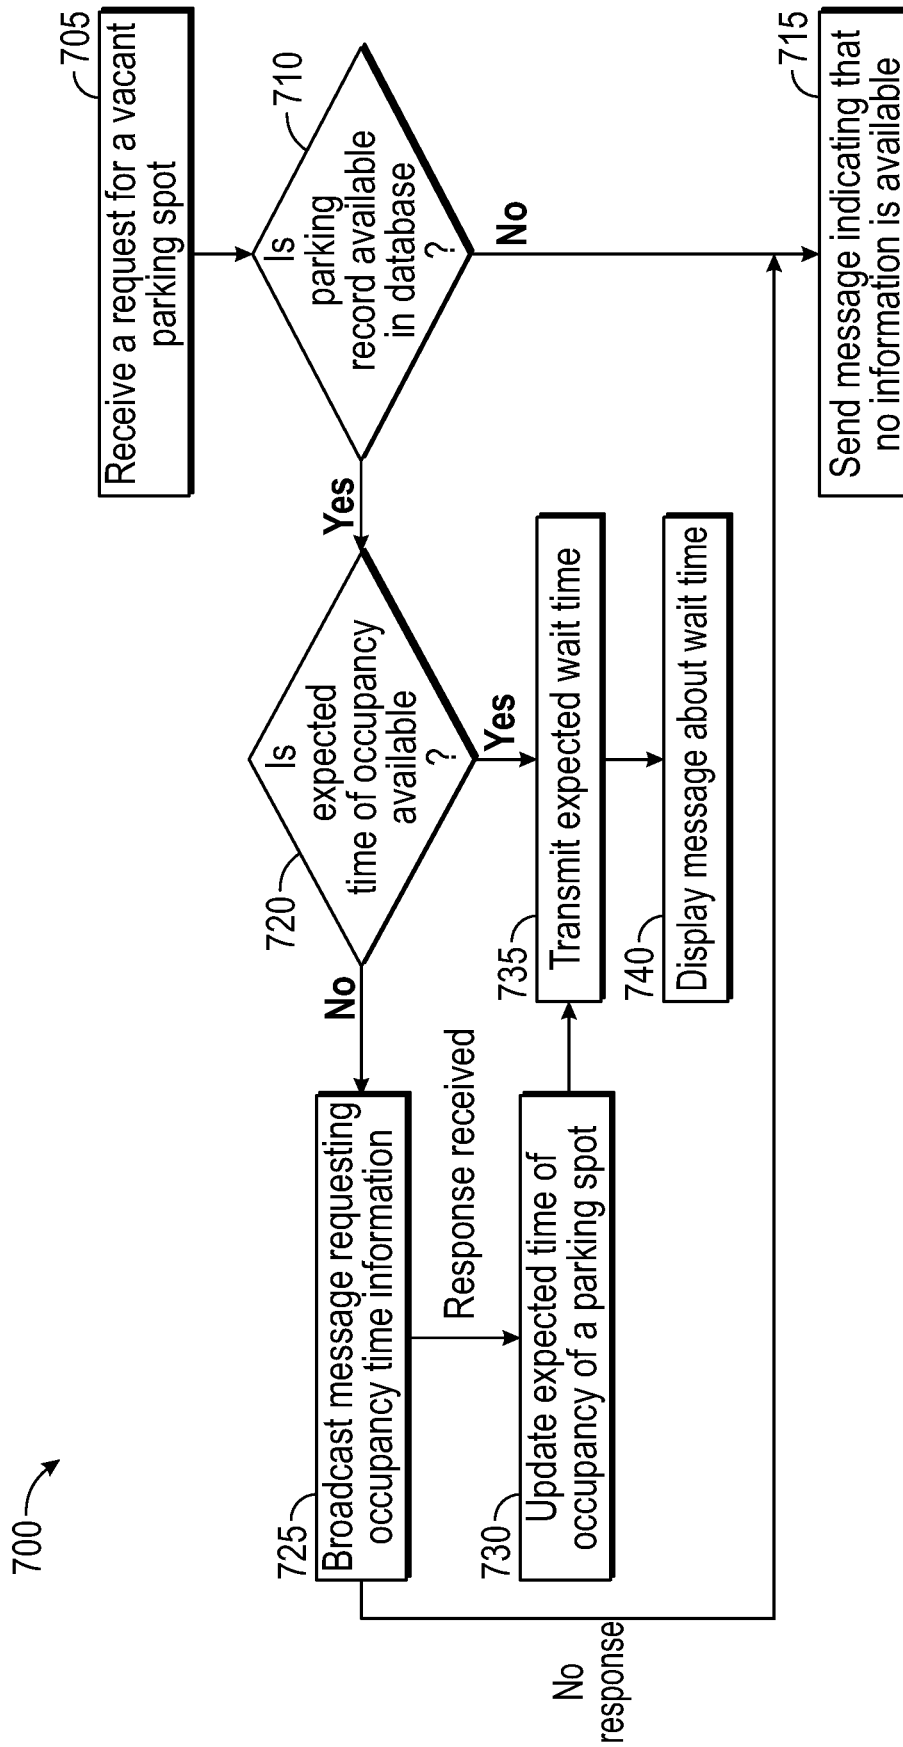 700
705
Receive a request for a vacant
parking spot
710
Is
parking
record available
in database
?
Yes
No
720
Is
expected
time of occupancy
available
?
No
Yes
725
Broadcast message requesting
occupancy time information
Response received
No
response
730
Update expected time of
occupancy of a parking spot
735
Transmit expected wait time
740
Display message about wait time
715
Send message indicating that
no information is available